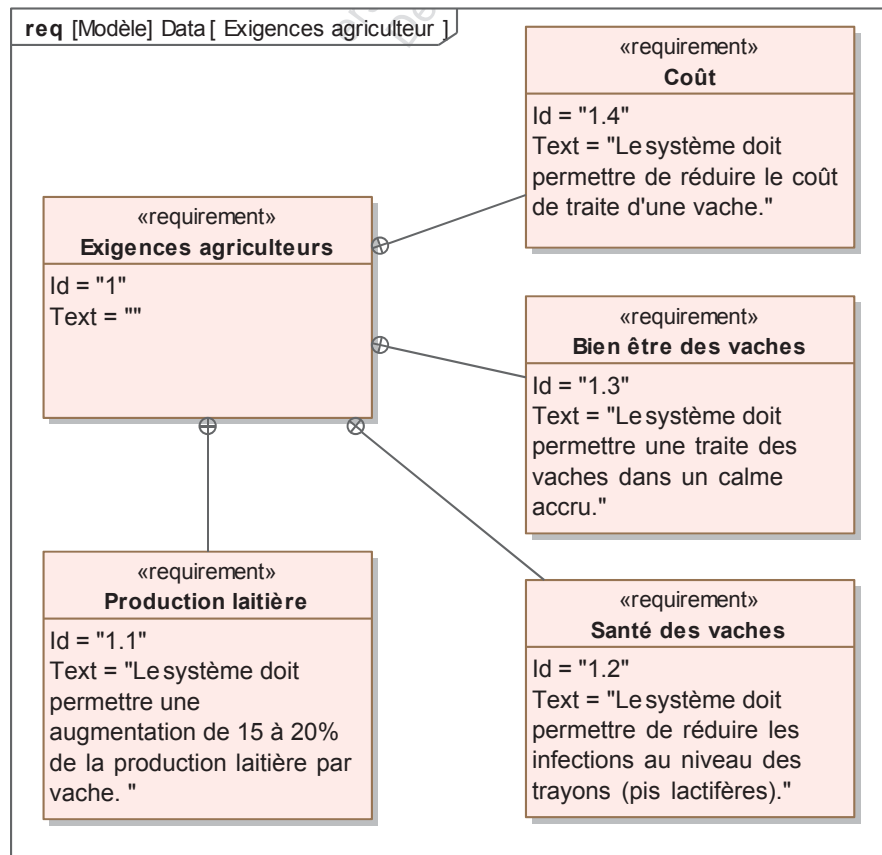 req [Modèle] Data [ Exigences agriculteur ]
«requirement»
Coût
Id = "1.4"
Text = "Le système doit
permettre de réduire le coût
de traite d'une vache."
«requirement»
Exigences agriculteurs
Id = "1"
Text = ""
«requirement»
Bien être des vaches
Id = "1.3"
Text = "Le système doit
permettre une traite des
vaches dans un calme
accru."
«requirement»
Production laitière
Id = "1.1"
Text = "Le système doit
permettre une
augmentation de 15 à 20%
de la production laitière par
vache. "
«requirement»
Santé des vaches
Id = "1.2"
Text = "Le système doit
permettre de réduire les
infections au niveau des
trayons (pis lactifères)."